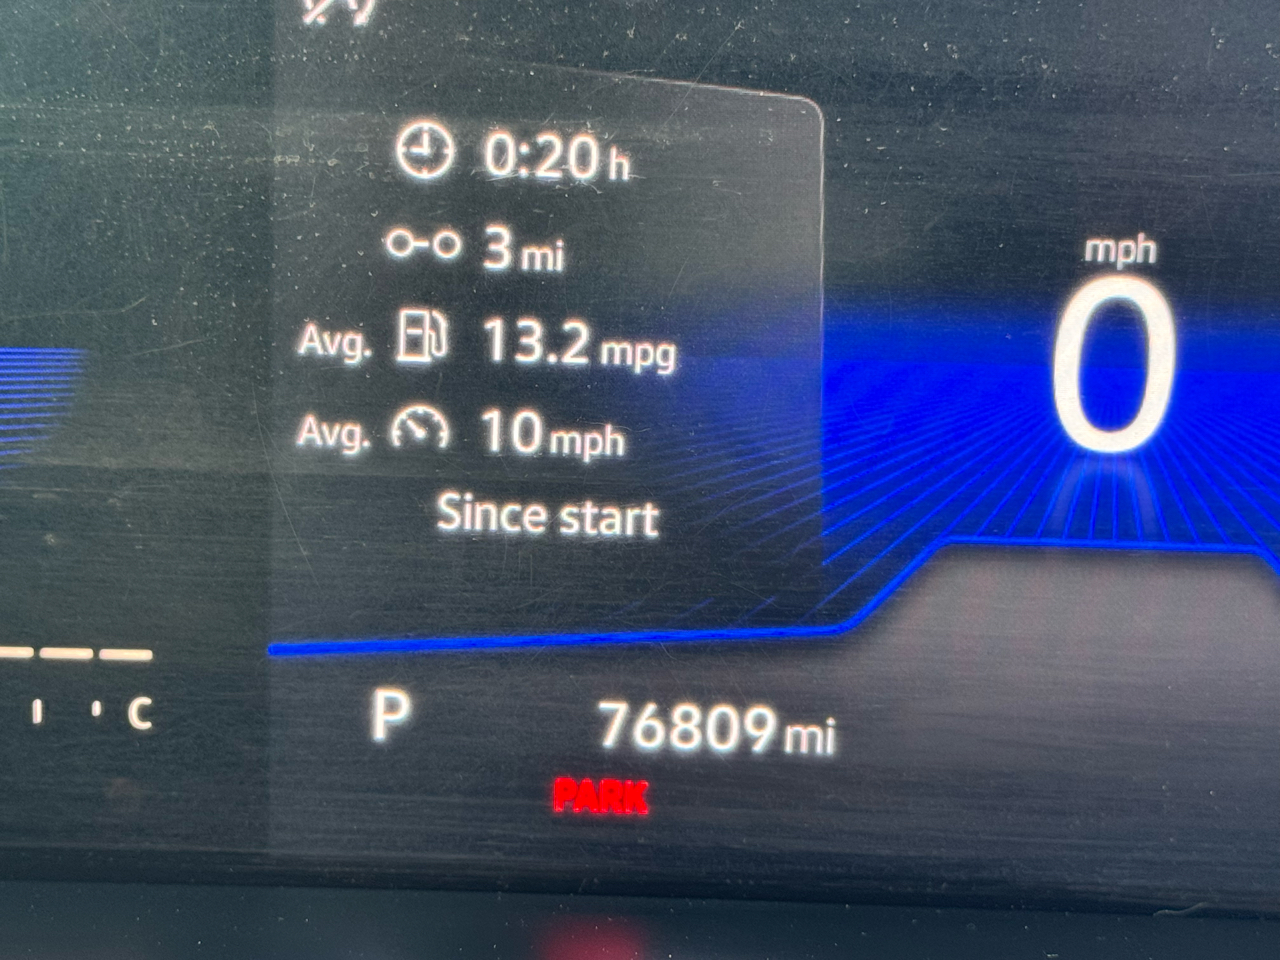 0:20 h
3 mi
Avg. 13.2 mpg
Avg. 10 mph
Since start
mph
0
C
P 76809 mi
PARK